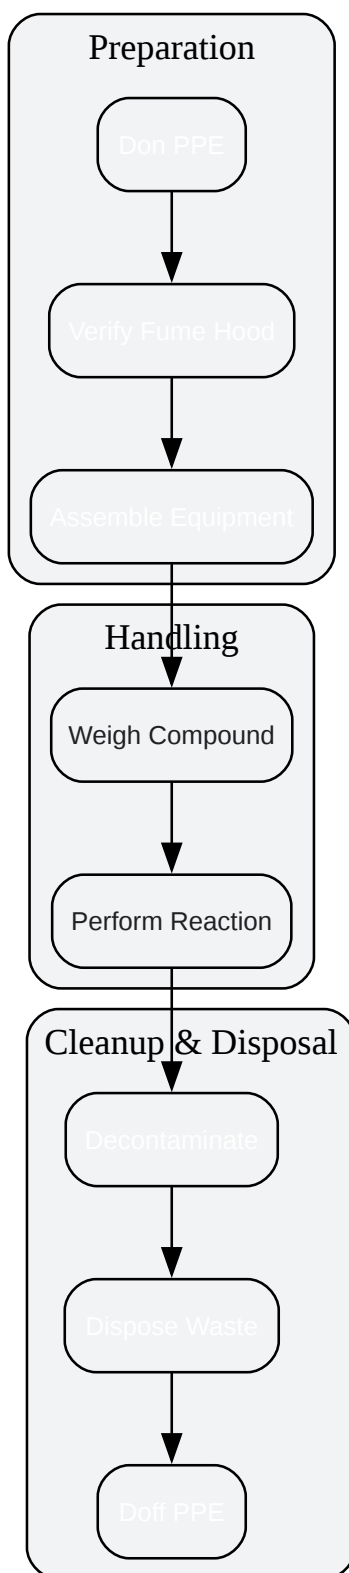 Preparation
Don PPE
Verify Fume Hood
Assemble Equipment
Handling
Weigh Compound
Perform Reaction
Cleanup & Disposal
Decontaminate
Dispose Waste
Doff PPE